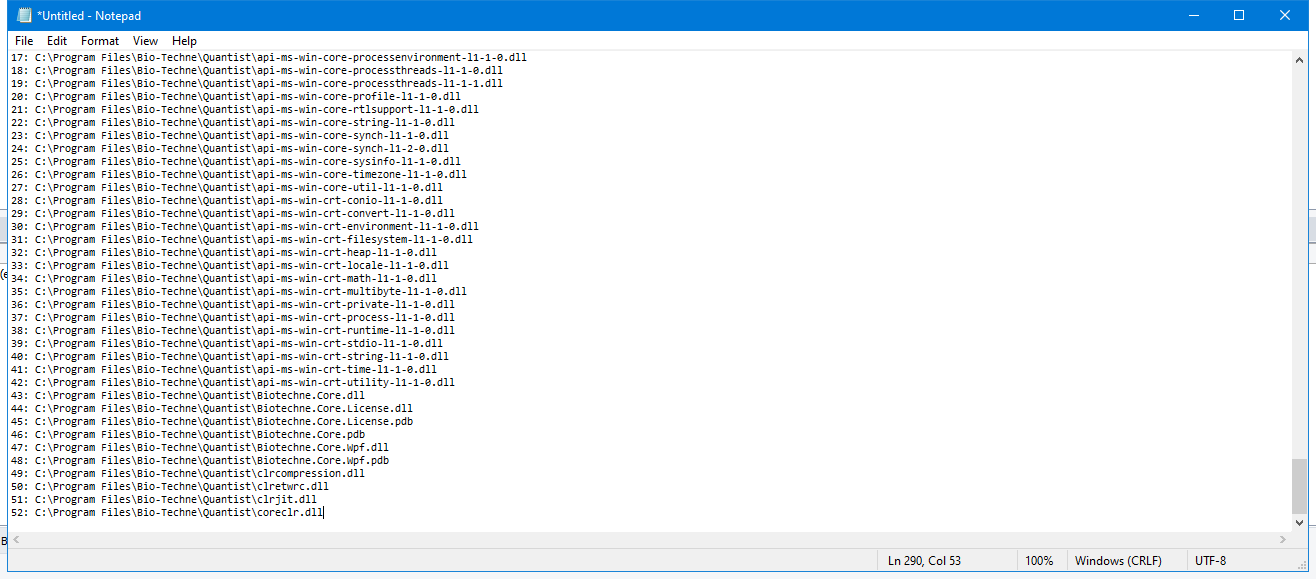 *Untitled - Notepad
File Edit Format View Help
17: C:\Program Files\Bio-Techne\Quantist\api-ms-win-core-processenvironment-l1-1-0.dll
18: C:\Program Files\Bio-Techne\Quantist\api-ms-win-core-processthreads-l1-1-0.dll
19: C:\Program Files\Bio-Techne\Quantist\api-ms-win-core-processthreads-l1-1-1.dll
20: C:\Program Files\Bio-Techne\Quantist\api-ms-win-core-profile-l1-1-0.dll
21: C:\Program Files\Bio-Techne\Quantist\api-ms-win-core-rtlsupport-l1-1-0.dll
22: C:\Program Files\Bio-Techne\Quantist\api-ms-win-core-string-l1-1-0.dll
23: C:\Program Files\Bio-Techne\Quantist\api-ms-win-core-synch-l1-1-0.dll
24: C:\Program Files\Bio-Techne\Quantist\api-ms-win-core-synch-l1-2-0.dll
25: C:\Program Files\Bio-Techne\Quantist\api-ms-win-core-sysinfo-l1-1-0.dll
26: C:\Program Files\Bio-Techne\Quantist\api-ms-win-core-timezone-l1-1-0.dll
27: C:\Program Files\Bio-Techne\Quantist\api-ms-win-core-util-l1-1-0.dll
28: C:\Program Files\Bio-Techne\Quantist\api-ms-win-crt-conio-l1-1-0.dll
29: C:\Program Files\Bio-Techne\Quantist\api-ms-win-crt-convert-l1-1-0.dll
30: C:\Program Files\Bio-Techne\Quantist\api-ms-win-crt-environment-l1-1-0.dll
31: C:\Program Files\Bio-Techne\Quantist\api-ms-win-crt-filesystem-l1-1-0.dll
32: C:\Program Files\Bio-Techne\Quantist\api-ms-win-crt-heap-l1-1-0.dll
33: C:\Program Files\Bio-Techne\Quantist\api-ms-win-crt-locale-l1-1-0.dll
34: C:\Program Files\Bio-Techne\Quantist\api-ms-win-crt-math-l1-1-0.dll
35: C:\Program Files\Bio-Techne\Quantist\api-ms-win-crt-multibyte-l1-1-0.dll
36: C:\Program Files\Bio-Techne\Quantist\api-ms-win-crt-private-l1-1-0.dll
37: C:\Program Files\Bio-Techne\Quantist\api-ms-win-crt-process-l1-1-0.dll
38: C:\Program Files\Bio-Techne\Quantist\api-ms-win-crt-runtime-l1-1-0.dll
39: C:\Program Files\Bio-Techne\Quantist\api-ms-win-crt-stdio-l1-1-0.dll
40: C:\Program Files\Bio-Techne\Quantist\api-ms-win-crt-string-l1-1-0.dll
41: C:\Program Files\Bio-Techne\Quantist\api-ms-win-crt-time-l1-1-0.dll
42: C:\Program Files\Bio-Techne\Quantist\api-ms-win-crt-utility-l1-1-0.dll
43: C:\Program Files\Bio-Techne\Quantist\Biotechne.Core.dll
44: C:\Program Files\Bio-Techne\Quantist\Biotechne.Core.License.dll
45: C:\Program Files\Bio-Techne\Quantist\Biotechne.Core.License.pdb
46: C:\Program Files\Bio-Techne\Quantist\Biotechne.Core.pdb
47: C:\Program Files\Bio-Techne\Quantist\Biotechne.Core.Wpf.dll
48: C:\Program Files\Bio-Techne\Quantist\Biotechne.Core.Wpf.pdb
49: C:\Program Files\Bio-Techne\Quantist\clrcompression.dll
50: C:\Program Files\Bio-Techne\Quantist\clretwrc.dll
51: C:\Program Files\Bio-Techne\Quantist\clrjit.dll
52: C:\Program Files\Bio-Techne\Quantist\coreclr.dll
Ln 290, Col 53 100% Windows (CRLF) UTF-8